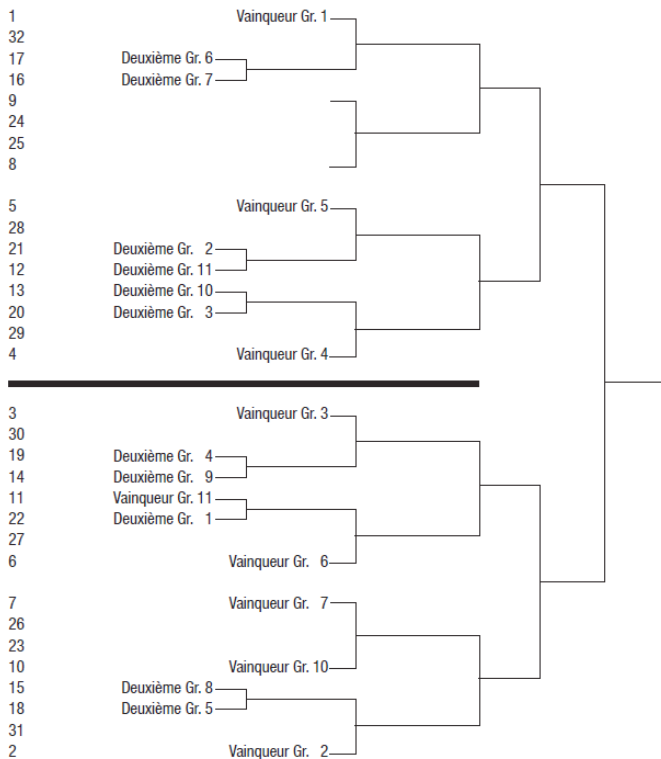 1 Vainqueur Gr. 1
32
17 Deuxième Gr. 6
16 Deuxième Gr. 7
9
24
25
8
5 Vainqueur Gr. 5
28
21 Deuxième Gr. 2
12 Deuxième Gr. 11
13 Deuxième Gr. 10
20 Deuxième Gr. 3
29
4 Vainqueur Gr. 4
3 Vainqueur Gr. 3
30
19 Deuxième Gr. 4
14 Deuxième Gr. 9
11 Vainqueur Gr. 11
22 Deuxième Gr. 1
27
6 Vainqueur Gr. 6
7 Vainqueur Gr. 7
26
23
10 Vainqueur Gr. 10
15 Deuxième Gr. 8
18 Deuxième Gr. 5
31
2 Vainqueur Gr. 2